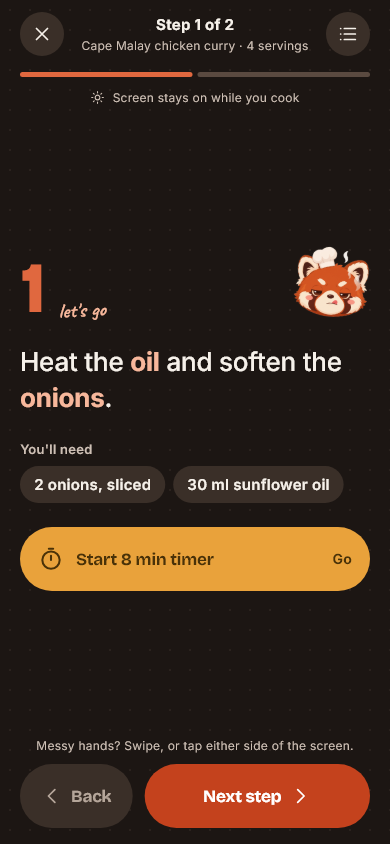 Step 1 of 2
Cape Malay chicken curry · 4 servings
Screen stays on while you cook
1
let's go
Heat the oil and soften the
onions.
You'll need
2 onions, sliced
30 ml sunflower oil
Start 8 min timer
Go
Messy hands? Swipe, or tap either side of the screen.
Back
Next step